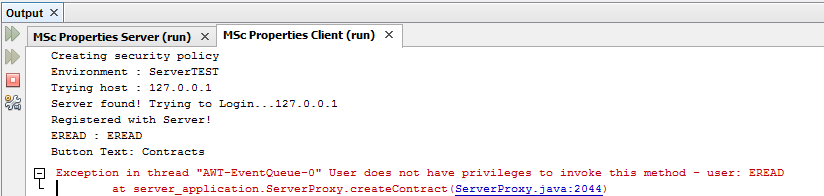 Output
MSc Properties Server (run) MSc Properties Client (run)
Creating security policy
Environment : ServerTEST
Trying host : 127.0.0.1
Server found! Trying to Login...127.0.0.1
Registered with Server!
EREAD : EREAD
Button Text: Contracts
Exception in thread "AWT-EventQueue-0" User does not have privileges to invoke this method - user: EREAD
at server_application.ServerProxy.createContract(ServerProxy.java:2044)